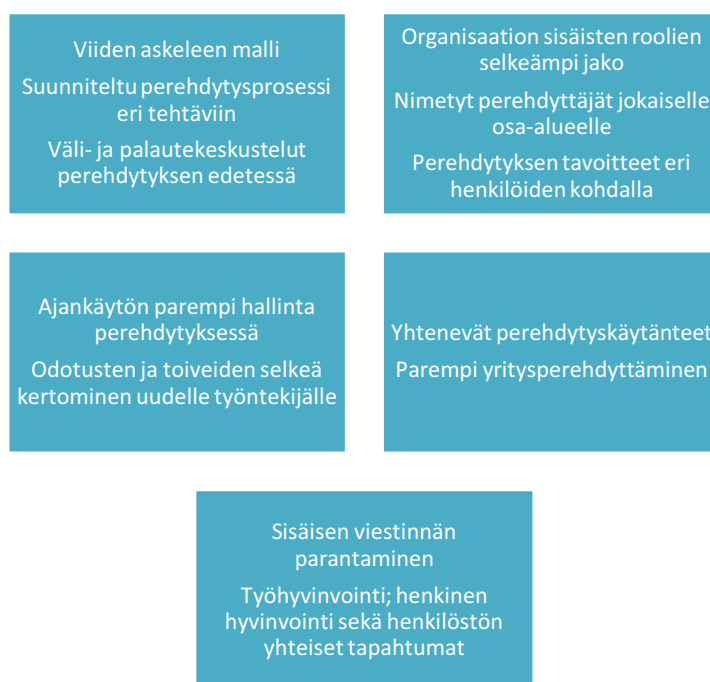 Viiden askeleen malli
Suunniteltu perehdytysprosessi
eri tehtäviin
Väli- ja palautekeskustelut
perehdytyksen edetessä
Organisaation sisäisten roolien
selkeämpi jako
Nimetyt perehdyttäjät jokaiselle
osa-alueelle
Perehdytyksen tavoitteet eri
henkilöiden kohdalla
Ajankäytön parempi hallinta
perehdytyksessä
Odotusten ja toiveiden selkeä
kertominen uudelle työntekijälle
Yhtenevät perehdytyskäytänteet
Parempi yritysperehdyttäminen
Sisäisen viestinnän
parantaminen
Työhyvinvointi; henkinen
hyvinvointi sekä henkilöstön
yhteiset tapahtumat